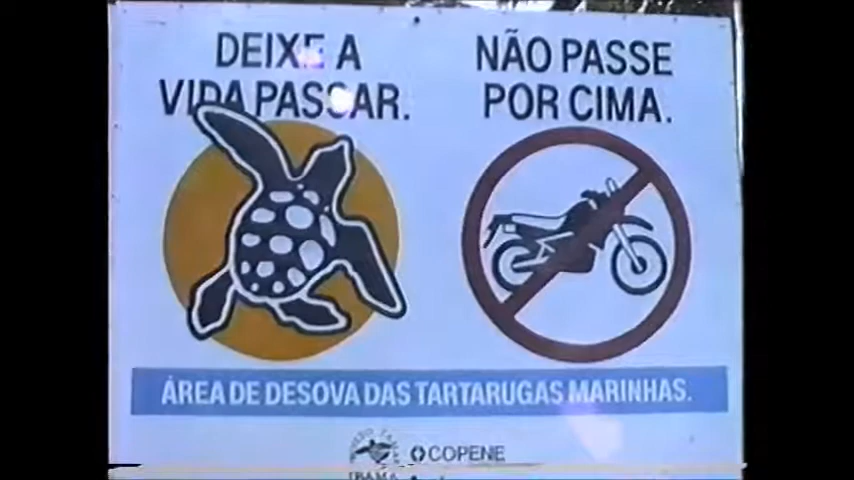 DEIXE A
VIDA PASSAR.
NÃO PASSE
POR CIMA.
ÁREA DE DESOVA DAS TARTARUGAS MARINHAS.
COPENE
IBAMA